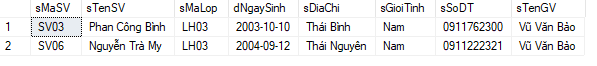 sMaSV sTenSV sMaLop dNgaySinh sDiaChi sGioiTinh sSoDT sTenGV
1 SV03 Phan Công Bình LH03 2003-10-10 Thái Bình Nam 0911762300 Vũ Văn Bảo
2 SV06 Nguyễn Trà My LH03 2004-09-12 Thái Nguyên Nam 0911222321 Vũ Văn Bảo